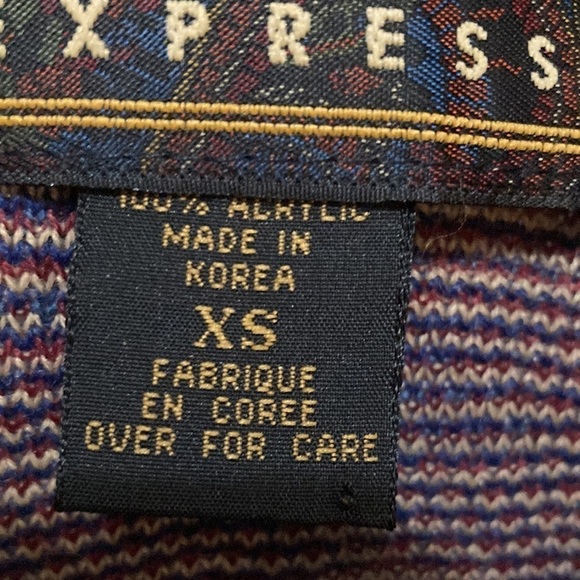 EXPRESS
100% ACRYLIC
MADE IN
KOREA
XS
FABRIQUE
EN COREE
OVER FOR CARE
S